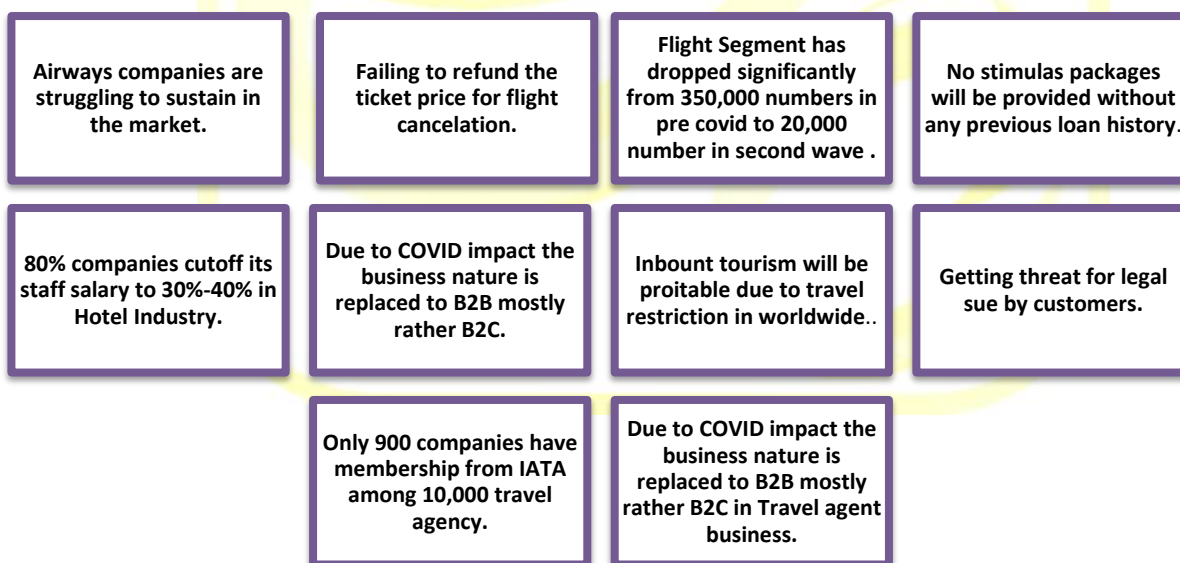 Airways companies are
struggling to sustain in
the market.
Failing to refund the
ticket price for flight
cancelation.
Flight Segment has
dropped significantly
from 350,000 numbers in
pre covid to 20,000
number in second wave .
No stimulas packages
will be provided without
any previous loan history.
80% companies cutoff its
staff salary to 30%-40% in
Hotel Industry.
Due to COVID impact the
business nature is
replaced to B2B mostly
rather B2C.
Inbount tourism will be
proitable due to travel
restriction in worldwide..
Getting threat for legal
sue by customers.
Only 900 companies have
membership from IATA
among 10,000 travel
agency.
Due to COVID impact the
business nature is
replaced to B2B mostly
rather B2C in Travel agent
business.